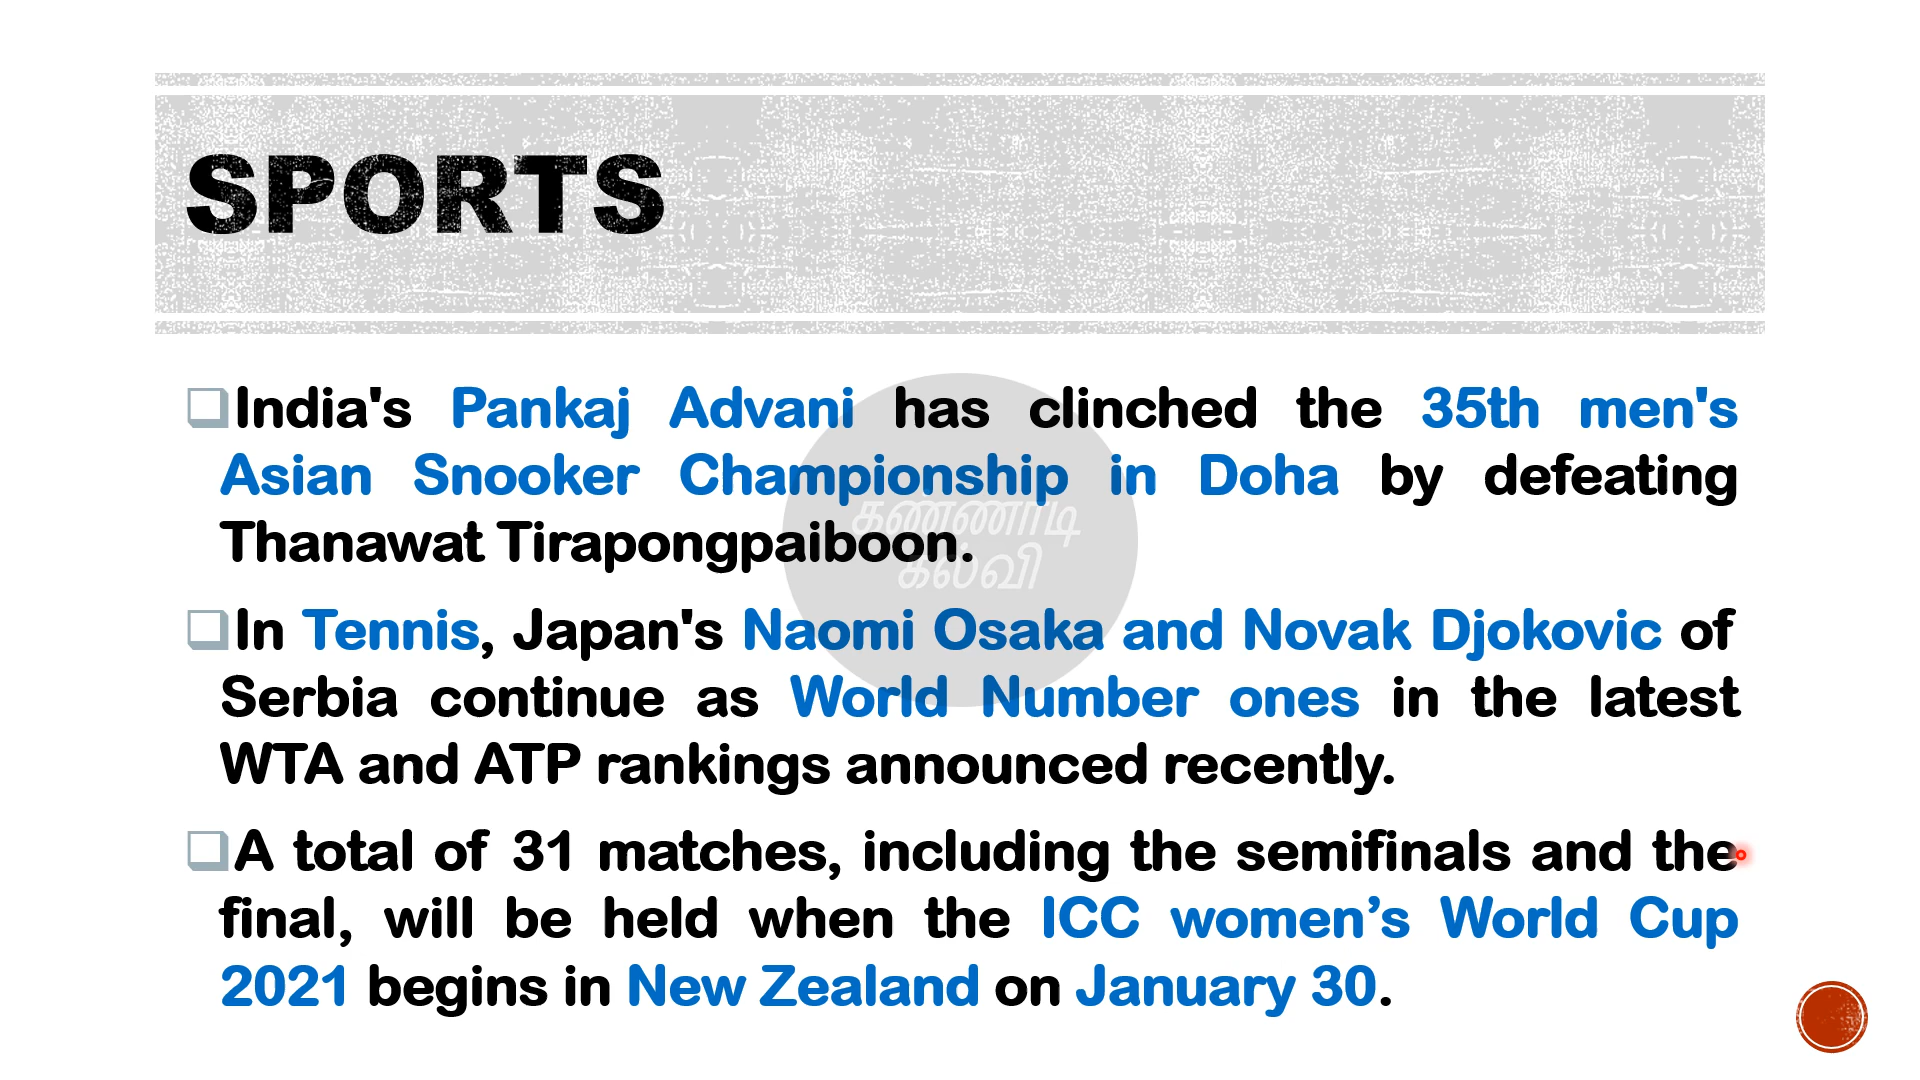 SPORTS
India's Pankaj Advani has clinched the 35th men's
Asian Snooker Championship in Doha by defeating
Thanawat Tirapongpaiboon.
கண்ணாடி
கல்வி
In Tennis, Japan's Naomi Osaka and Novak Djokovic of
Serbia continue as World Number ones in the latest
WTA and ATP rankings announced recently.
A total of 31 matches, including the semifinals and the
final, will be held when the ICC women’s World Cup
2021 begins in New Zealand on January 30.